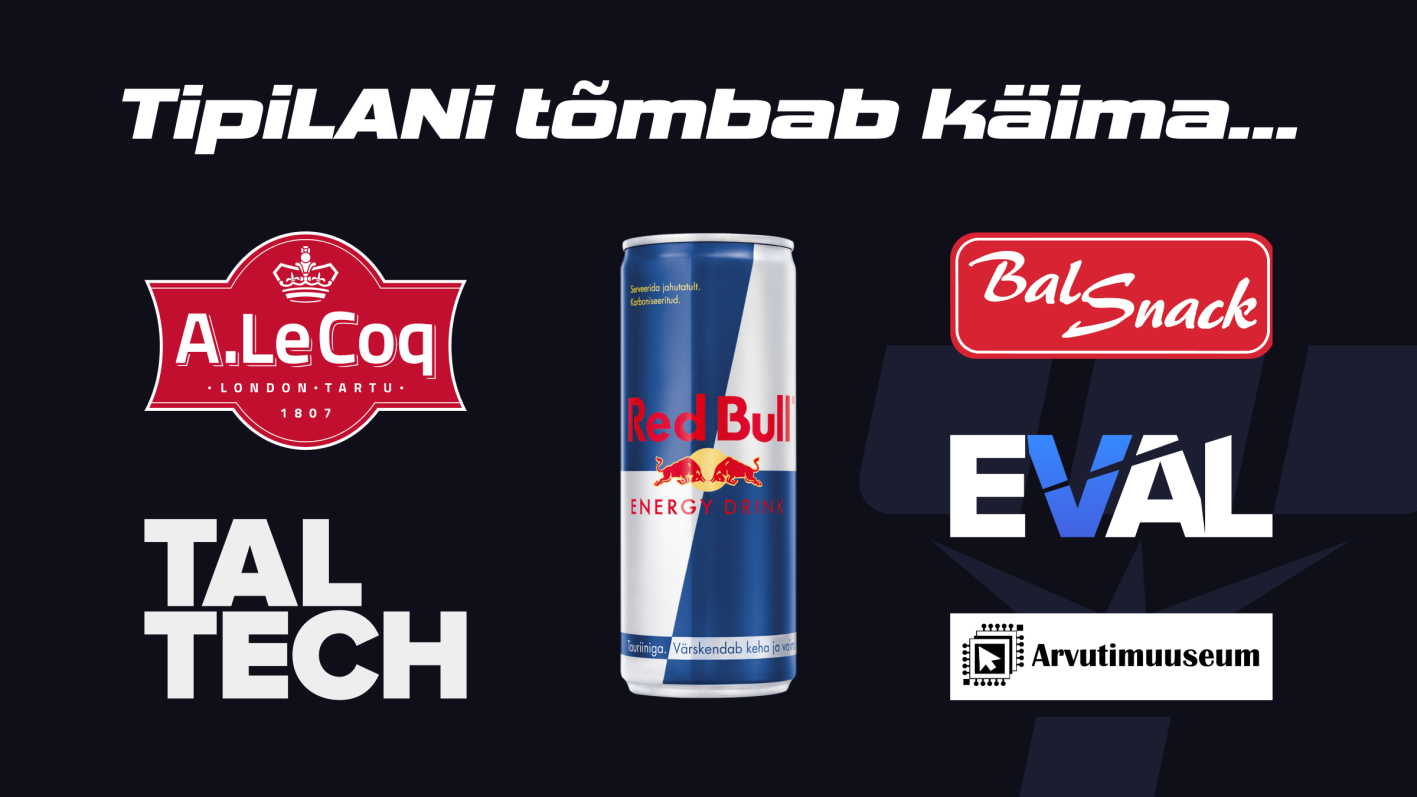 TipiLANi tõmbab käima...
A.LeCoq
· LONDON · TARTU ·
1807
TAL
TECH
Serveerida jahutatult.
Karboniseeritud.
Red Bull
ENERGY DRINK
Tauriiniga. Värskendab keha ja
Bal Snack
EVAL
Arvutimuuseum